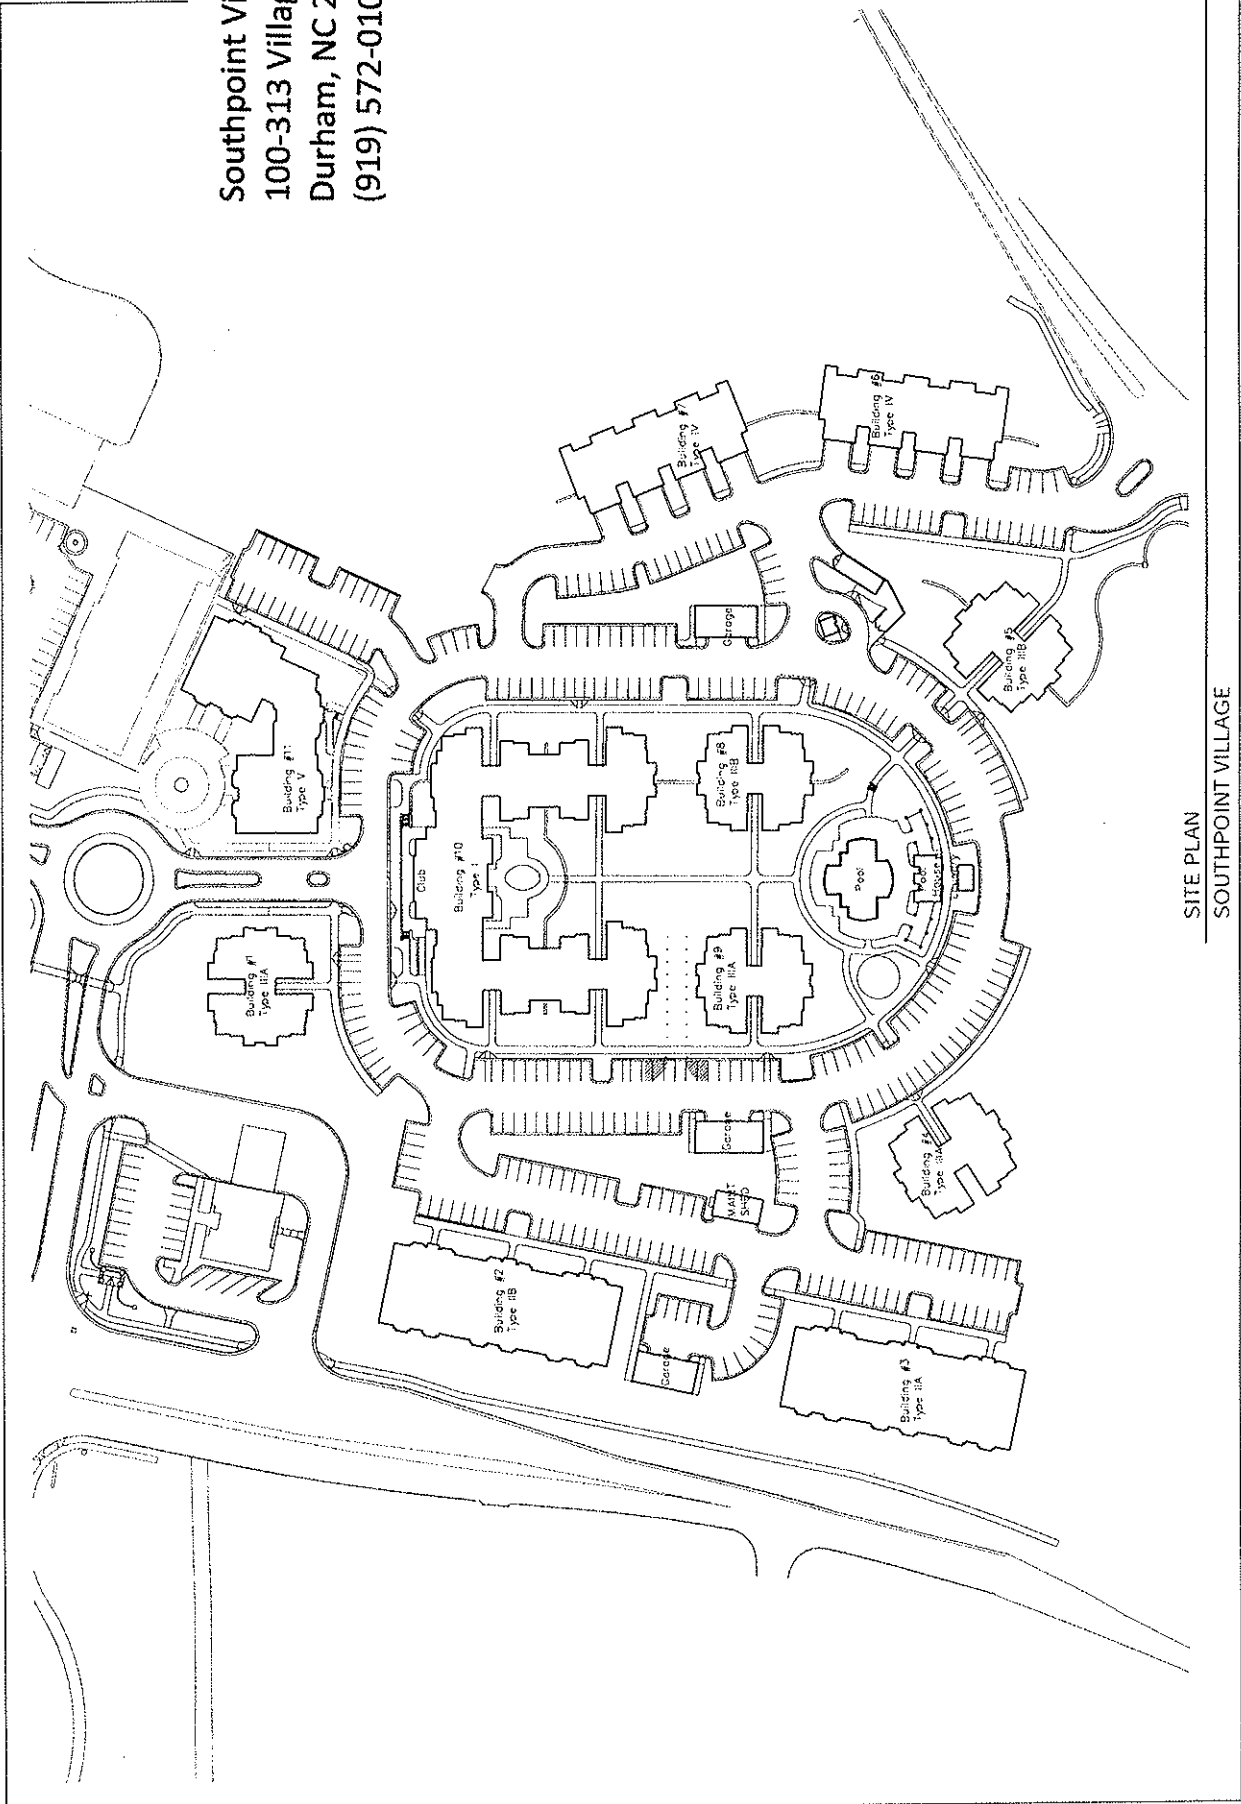 Southpoint Vi
100-313 Villag
Durham, NC 2
(919) 572-010
Building #11
Type V
Building #7
Type IV
Building #6
Type IV
Garage
Building #1
Type IIIA
Club
Building #10
Type I
Building #8
Type IIIB
Building #5
Type IIIB
Pool
Pool
House
Building #9
Type IIIA
Garage
MAINT
SHED
Building #4
Type IIIA
Building #2
Type IIB
Garage
Building #3
Type IIA
SITE PLAN
SOUTHPOINT VILLAGE